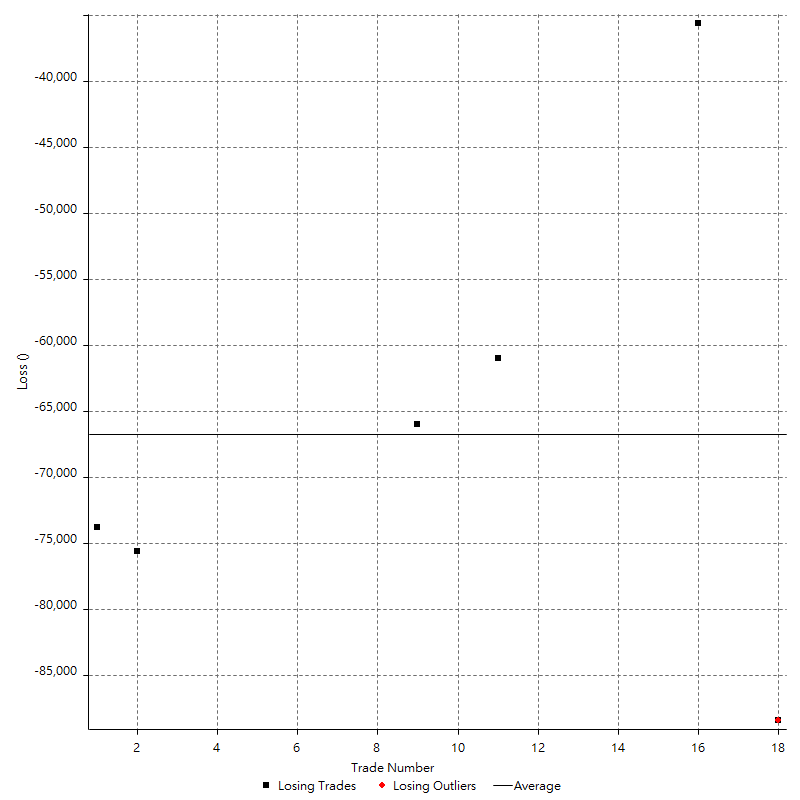 -40,000
-45,000
-50,000
-55,000
-60,000
-65,000
-70,000
-75,000
-80,000
-85,000
Loss ()
2 4 6 8 10 12 14 16 18
Trade Number
Losing Trades Losing Outliers Average